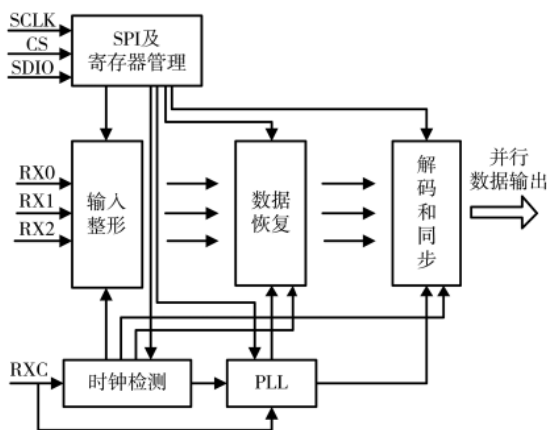 SCLK
CS
SDIO
SPI及
寄存器管理
RX0
RX1
RX2
输入
整形
数据
恢复
解
码
和
同
步
并行
数据输出
RXC
时钟检测
PLL